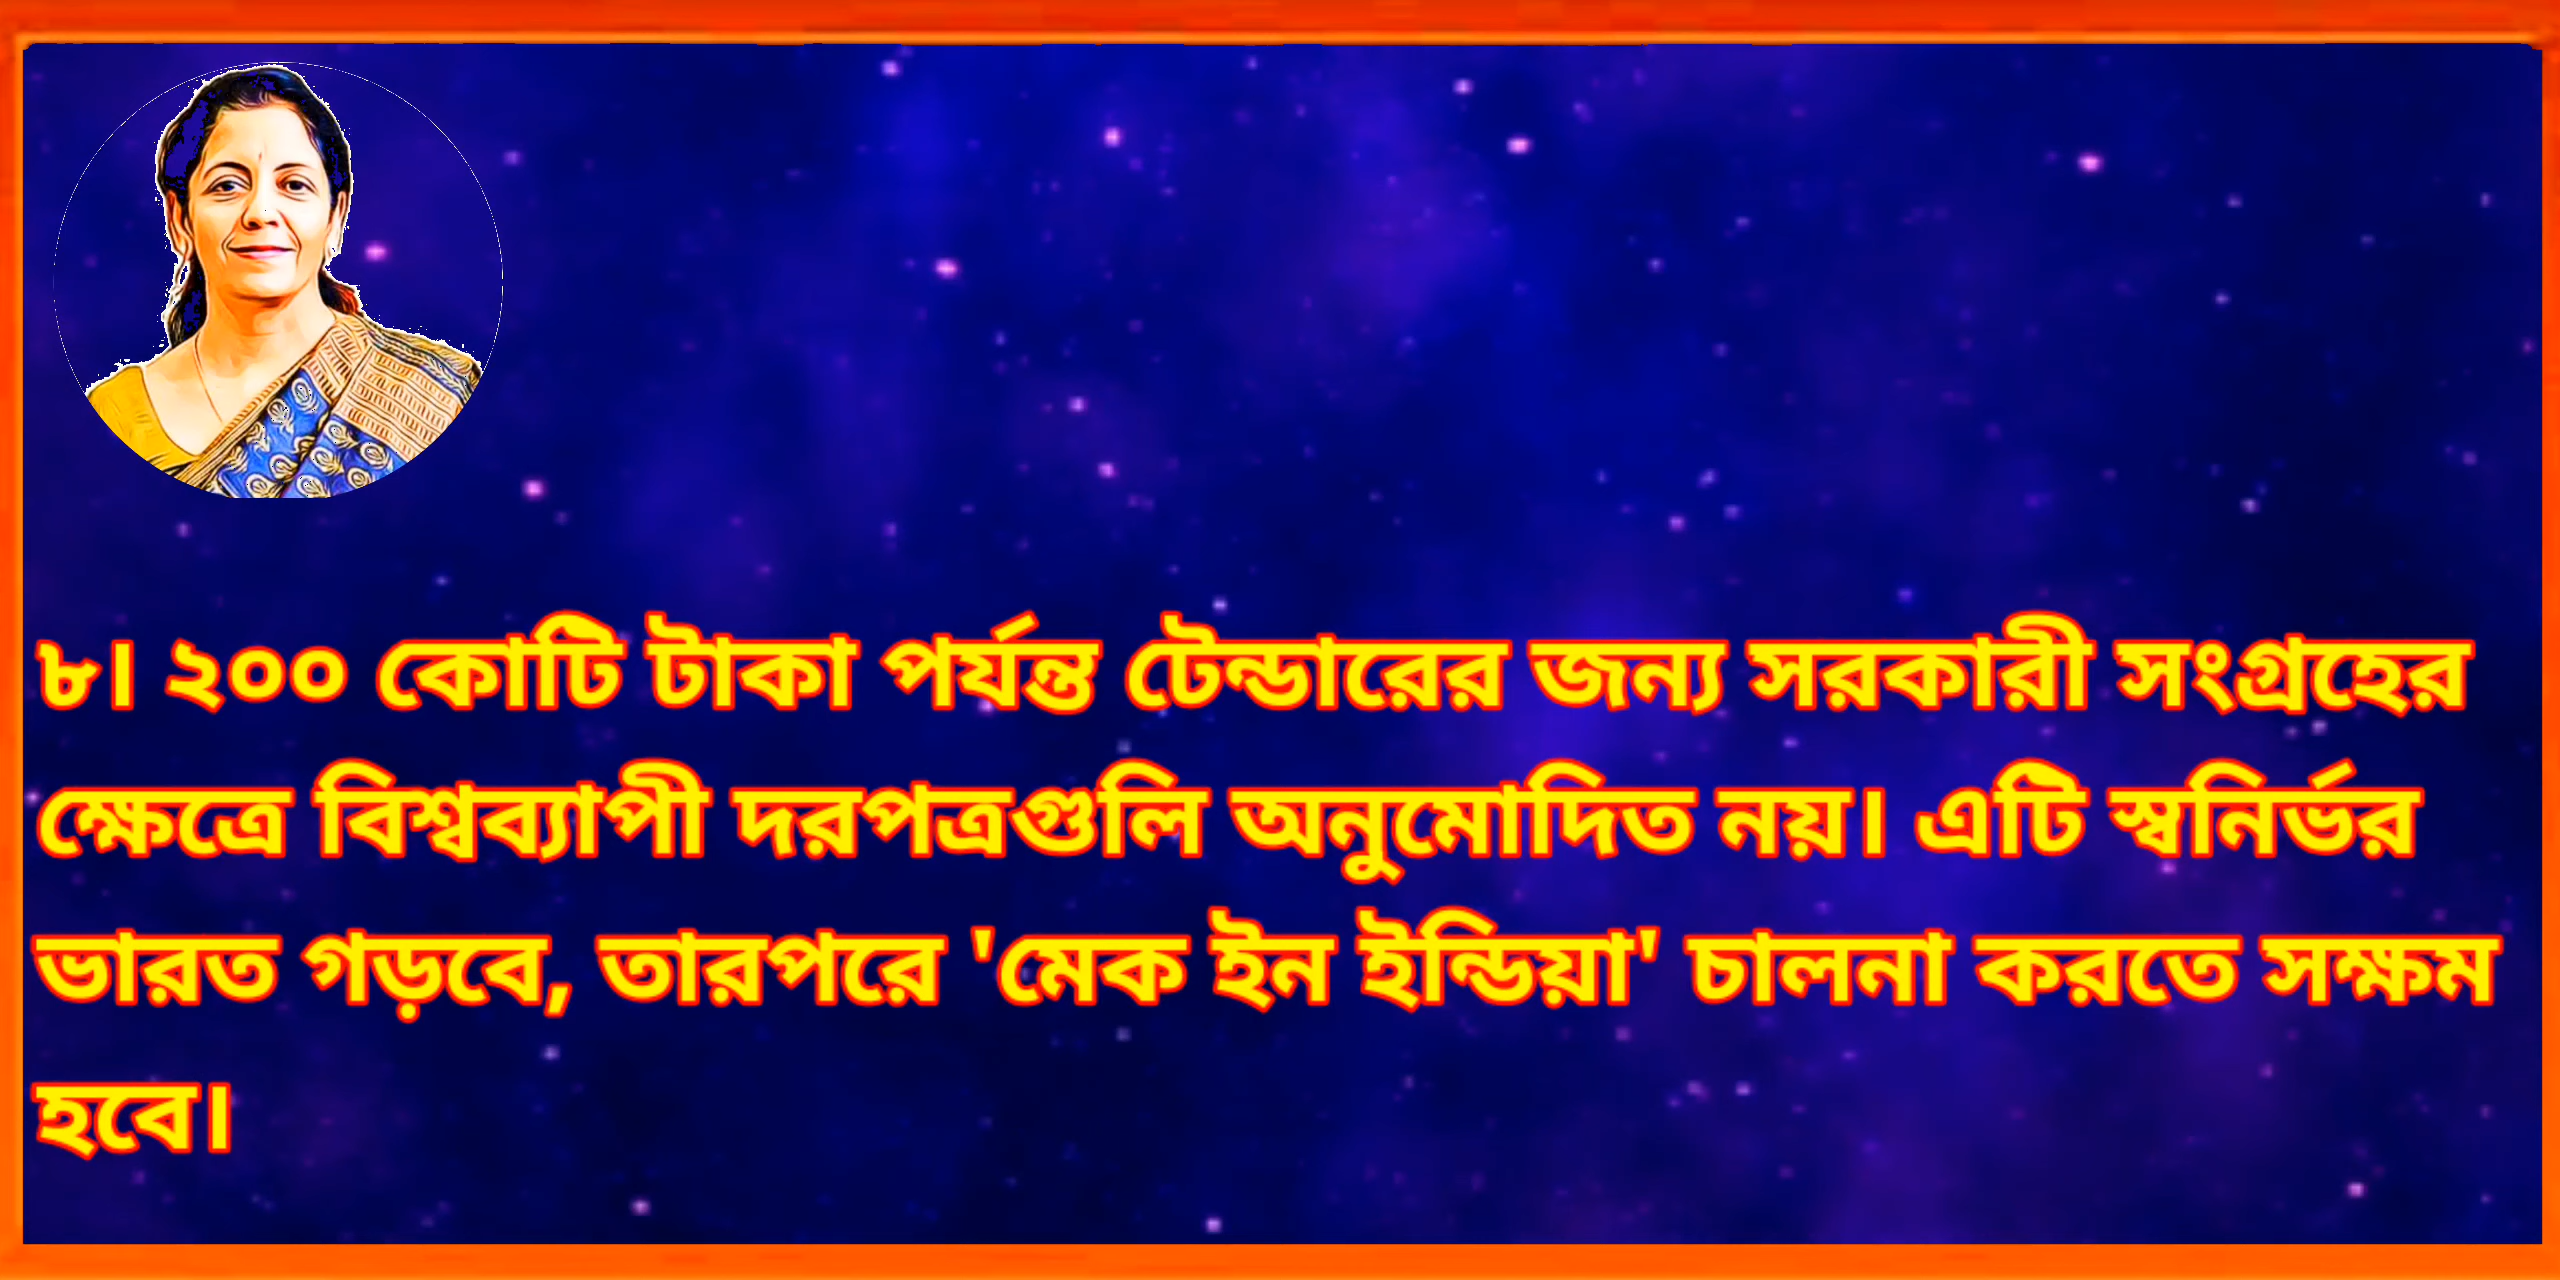 ৮। ২০০ কোটি টাকা পর্যন্ত টেন্ডারের জন্য সরকারী সংগ্রহের
ক্ষেত্রে বিশ্বব্যাপী দরপত্রগুলি অনুমোদিত নয়। এটি স্বনির্ভর
ভারত গড়বে, তারপরে 'মেক ইন ইন্ডিয়া' চালনা করতে সক্ষম
হবে।